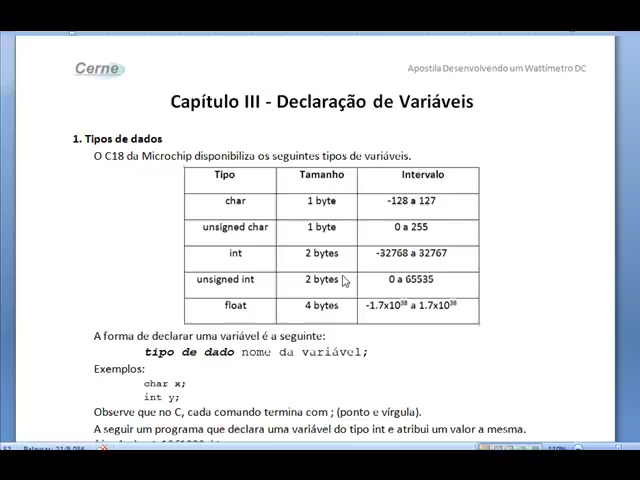 Cerne
Apostila Desenvolvendo um Wattímetro DC
Capítulo III - Declaração de Variáveis
1. Tipos de dados
O C18 da Microchip disponibiliza os seguintes tipos de variáveis.
Tipo Tamanho Intervalo
char 1 byte -128 a 127
unsigned char 1 byte 0 a 255
int 2 bytes -32768 a 32767
unsigned int 2 bytes 0 a 65535
float 4 bytes -1.7x10³⁸ a 1.7x10³⁸
A forma de declarar uma variável é a seguinte:
tipo de dado nome da variável;
Exemplos:
char x;
int y;
Observe que no C, cada comando termina com ; (ponto e vírgula).
A seguir um programa que declara uma variável do tipo int e atribui um valor a mesma.
Palavras: 110%